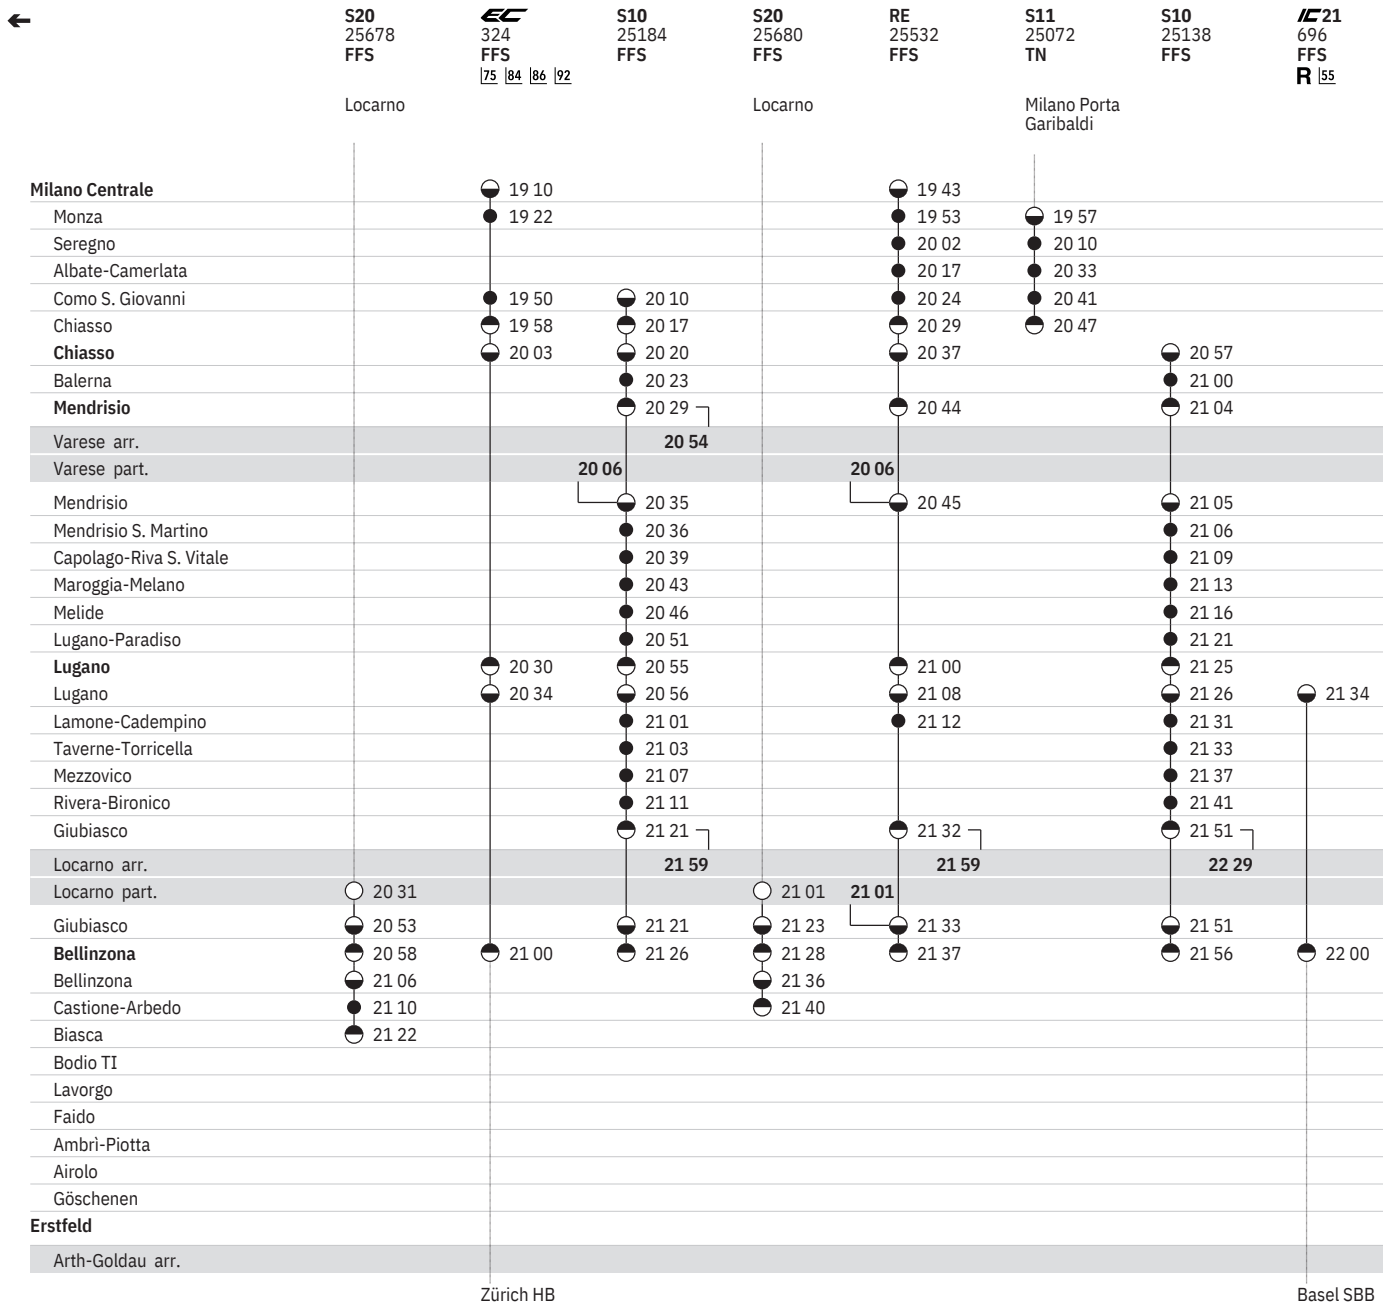 S20 EC S10 S20 RE S11 S10 IC21
25678 324 25184 25680 25532 25072 25138 696
FFS FFS FFS FFS FFS TN FFS FFS
75 84 86 92 R 55
Locarno Locarno Milano Porta
Garibaldi
Milano Centrale 19 10 19 43
Monza 19 22 19 53 19 57
Seregno 20 02 20 10
Albate-Camerlata 20 17 20 33
Como S. Giovanni 19 50 20 10 20 24 20 41
Chiasso 19 58 20 17 20 29 20 47
Chiasso 20 03 20 20 20 37 20 57
Balerna 20 23 21 00
Mendrisio 20 29 20 44 21 04
Varese arr. 20 54
Varese part. 20 06 20 06
Mendrisio 20 35 20 45 21 05
Mendrisio S. Martino 20 36 21 06
Capolago-Riva S. Vitale 20 39 21 09
Maroggia-Melano 20 43 21 13
Melide 20 46 21 16
Lugano-Paradiso 20 51 21 21
Lugano 20 30 20 55 21 00 21 25
Lugano 20 34 20 56 21 08 21 26 21 34
Lamone-Cadempino 21 01 21 12 21 31
Taverne-Torricella 21 03 21 33
Mezzovico 21 07 21 37
Rivera-Bironico 21 11 21 41
Giubiasco 21 21 21 32 21 51
Locarno arr. 21 59 21 59 22 29
Locarno part. 20 31 21 01 21 01
Giubiasco 20 53 21 21 21 23 21 33 21 51
Bellinzona 20 58 21 00 21 26 21 28 21 37 21 56 22 00
Bellinzona 21 06 21 36
Castione-Arbedo 21 10 21 40
Biasca 21 22
Bodio TI
Lavorgo
Faido
Ambrì-Piotta
Airolo
Göschenen
Erstfeld
Arth-Goldau arr.
Zürich HB Basel SBB